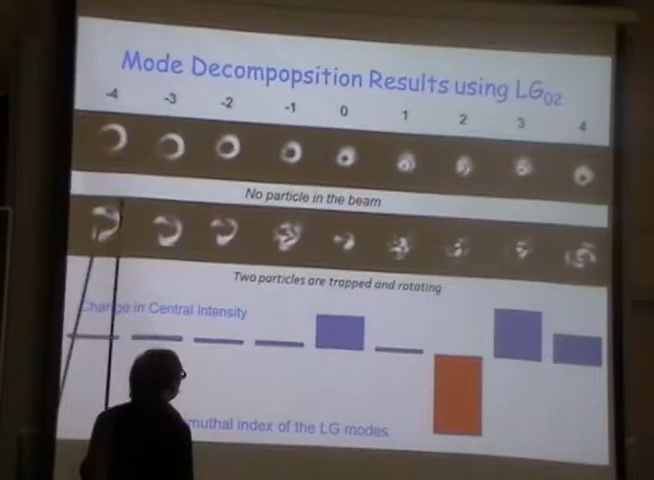 Mode Decompopsition Results using LG02
-4 -3 -2 -1 0 1 2 3 4
No particle in the beam
Two particles are trapped and rotating
Change in Central Intensity
muthal index of the LG modes